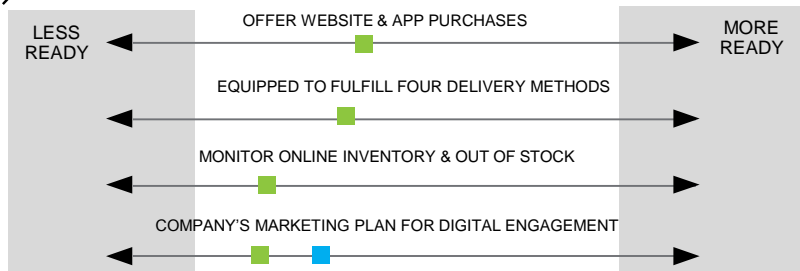 OFFER WEBSITE & APP PURCHASES
LESS
READY
MORE
READY
EQUIPPED TO FULFILL FOUR DELIVERY METHODS
MONITOR ONLINE INVENTORY & OUT OF STOCK
COMPANY'S MARKETING PLAN FOR DIGITAL ENGAGEMENT